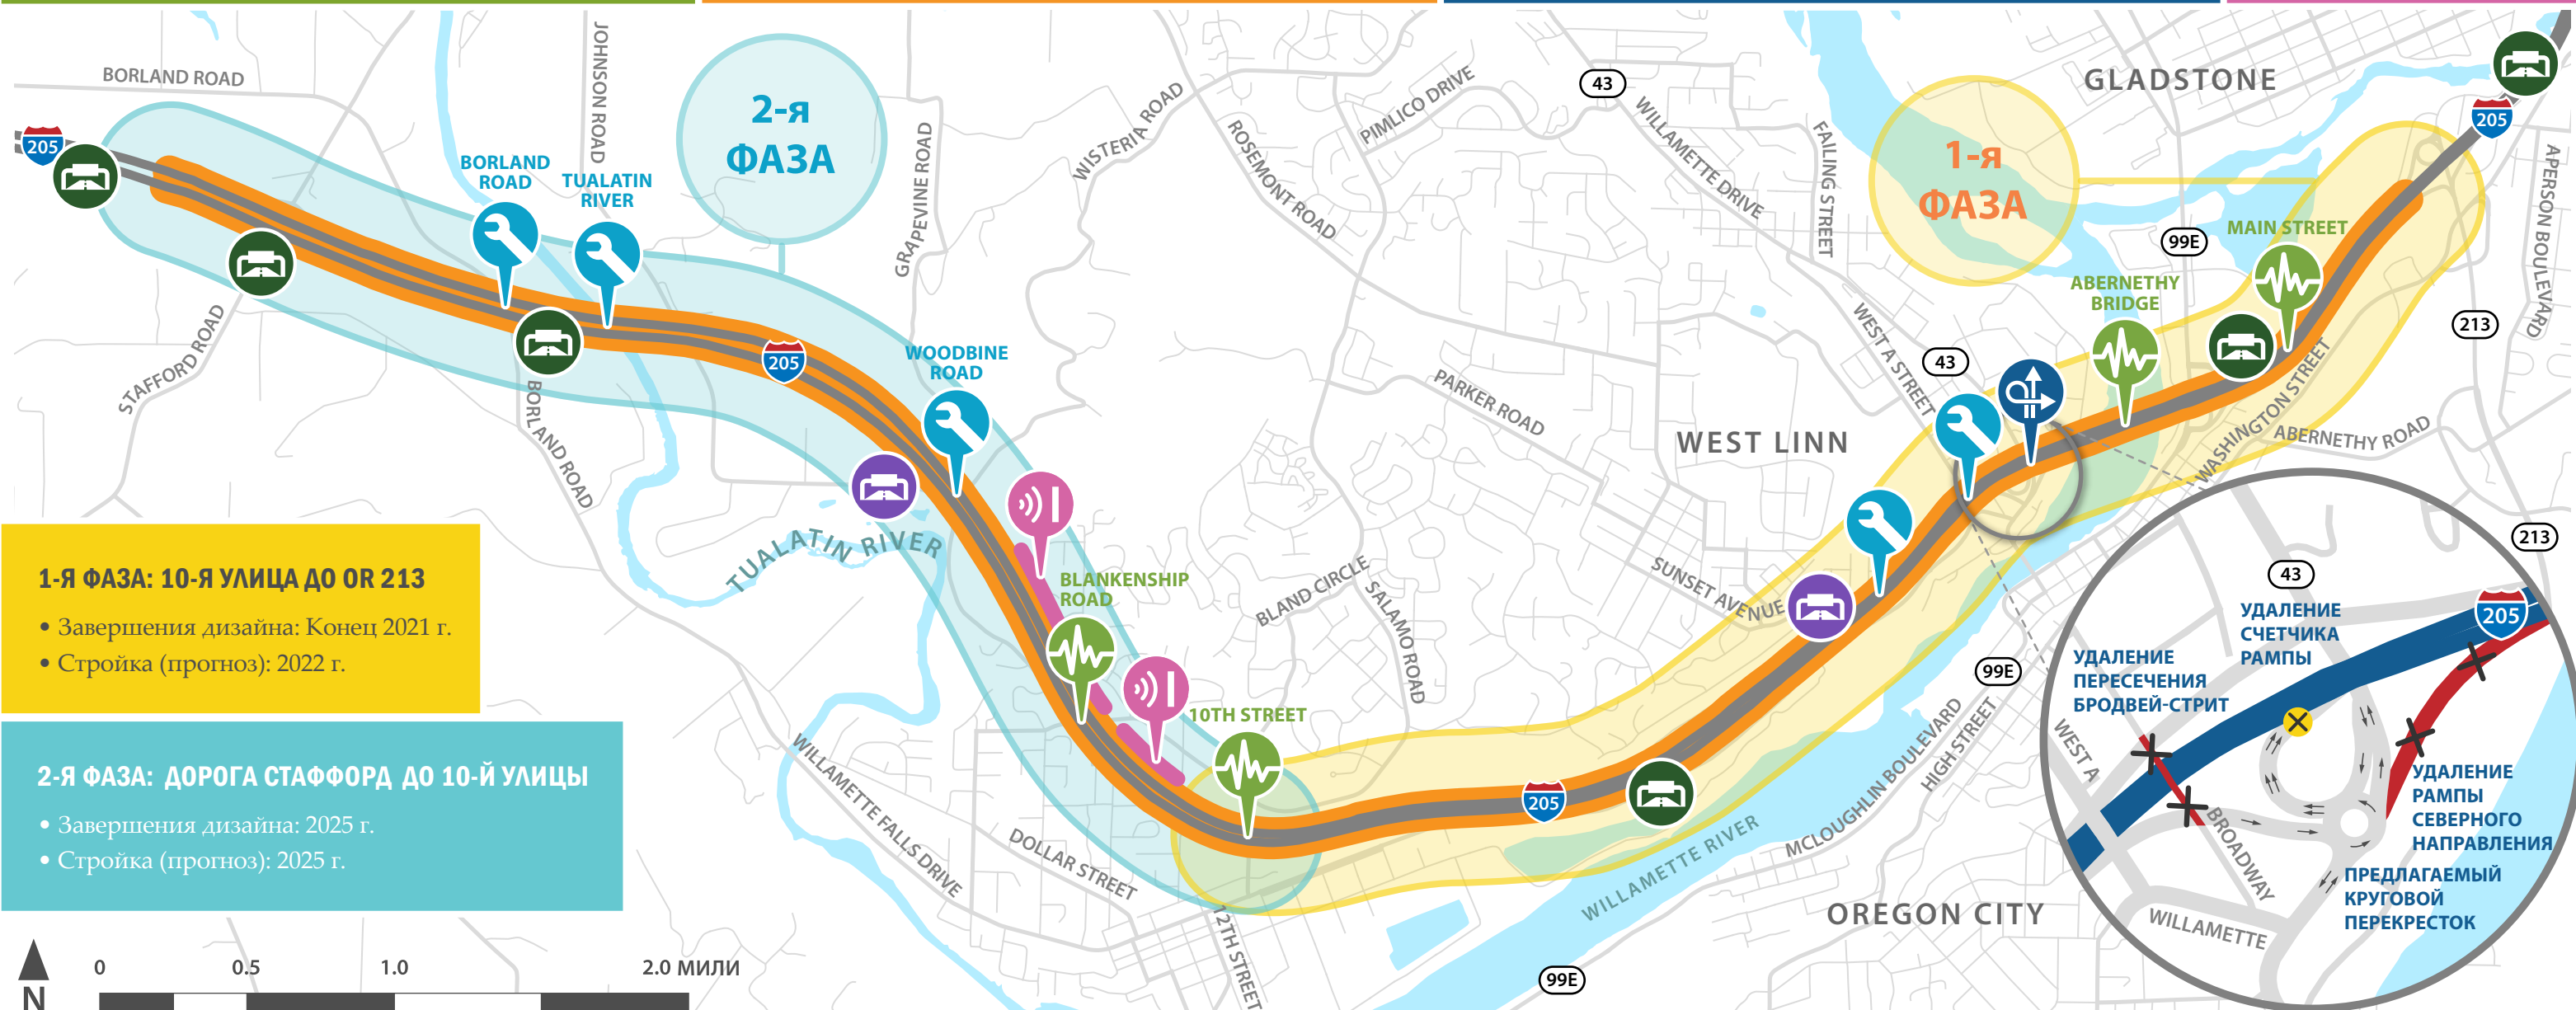 BORLAND ROAD
JOHNSON ROAD
2-я
ФАЗА
205
BORLAND
ROAD
TUALATIN
RIVER
STAFFORD ROAD
BORLAND ROAD
GRAPEVINE ROAD
WISTERIA ROAD
ROSEMONT ROAD
PIMLICO DRIVE
43
WILLAMETTE DRIVE
FAILING STREET
1-я
ФАЗА
GLADSTONE
205
APERSON BOULEVARD
99E
MAIN STREET
ABERNETHY
BRIDGE
213
205
WOODBINE
ROAD
WEST A STREET
43
PARKER ROAD
WEST LINN
WASHINGTON STREET
ABERNETHY ROAD
TUALATIN RIVER
BLANKENSHIP
ROAD
BLAND CIRCLE
SALAMO ROAD
SUNSET AVENUE
10TH STREET
205
WILLAMETTE FALLS DRIVE
DOLLAR STREET
12TH STREET
WILLAMETTE RIVER
MCLOUGHLIN BOULEVARD
HIGH STREET
99E
OREGON CITY
99E
1-Я ФАЗА: 10-Я УЛИЦА ДО OR 213
• Завершения дизайна: Конец 2021 г.
• Стройка (прогноз): 2022 г.
2-Я ФАЗА: ДОРОГА СТАФФОРД ДО 10-Й УЛИЦЫ
• Завершения дизайна: 2025 г.
• Стройка (прогноз): 2025 г.
N
0 0.5 1.0 2.0 МИЛИ
213
43
205
УДАЛЕНИЕ
СЧЕТЧИКА
РАМПЫ
УДАЛЕНИЕ
ПЕРЕСЕЧЕНИЯ
БРОДВЕЙ-СТРИТ
WEST A
BROADWAY
УДАЛЕНИЕ
РАМПЫ
СЕВЕРНОГО
НАПРАВЛЕНИЯ
ПРЕДЛАГАЕМЫЙ
КРУГОВОЙ
ПЕРЕКРЕСТОК
WILLAMETTE